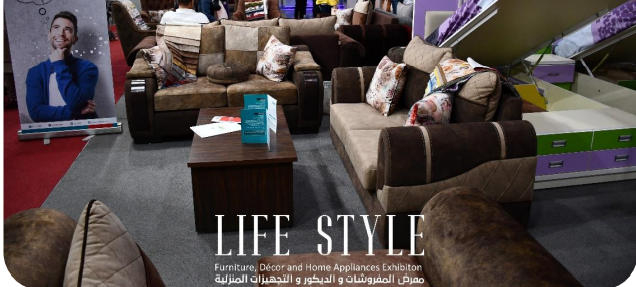 LIFE STYLE
Furniture, Décor and Home Appliances Exhibiton
معرض المفروشات و الديكور و التجهيزات المنزلية